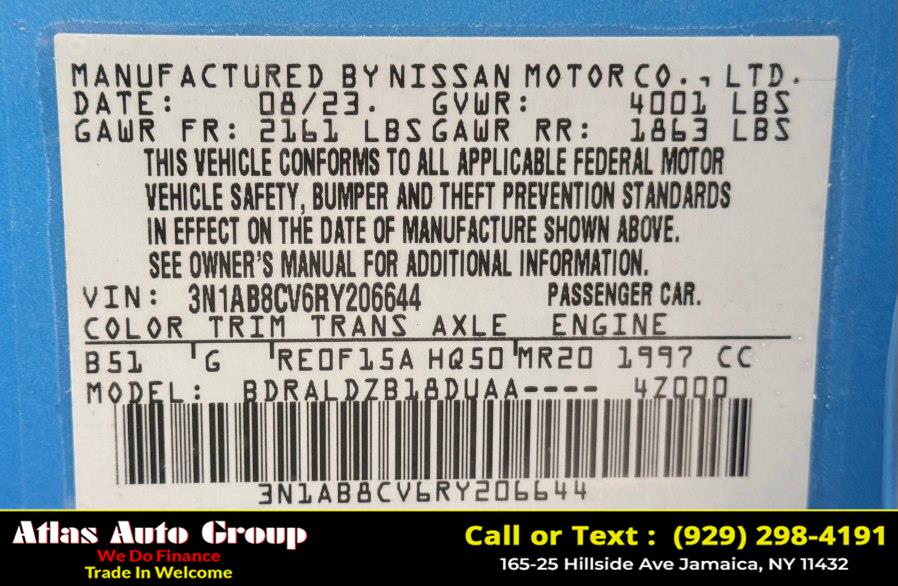 MANUFACTURED BY NISSAN MOTOR CO., LTD.
DATE: 08/23. GVWR: 4001 LBS
GAWR FR: 2161 LBS GAWR RR: 1863 LBS
THIS VEHICLE CONFORMS TO ALL APPLICABLE FEDERAL MOTOR
VEHICLE SAFETY, BUMPER AND THEFT PREVENTION STANDARDS
IN EFFECT ON THE DATE OF MANUFACTURE SHOWN ABOVE.
SEE OWNER'S MANUAL FOR ADDITIONAL INFORMATION.
VIN: 3N1AB8CV6RY206644 PASSENGER CAR.
COLOR TRIM TRANS AXLE ENGINE
B51 G RE0F15A HQ50 MR20 1997 CC
MODEL: BDRALDZB18DUAA---- 4Z000
3N1AB8CV6RY206644
Atlas Auto Group
We Do Finance
Trade In Welcome
Call or Text : (929) 298-4191
165-25 Hillside Ave Jamaica, NY 11432